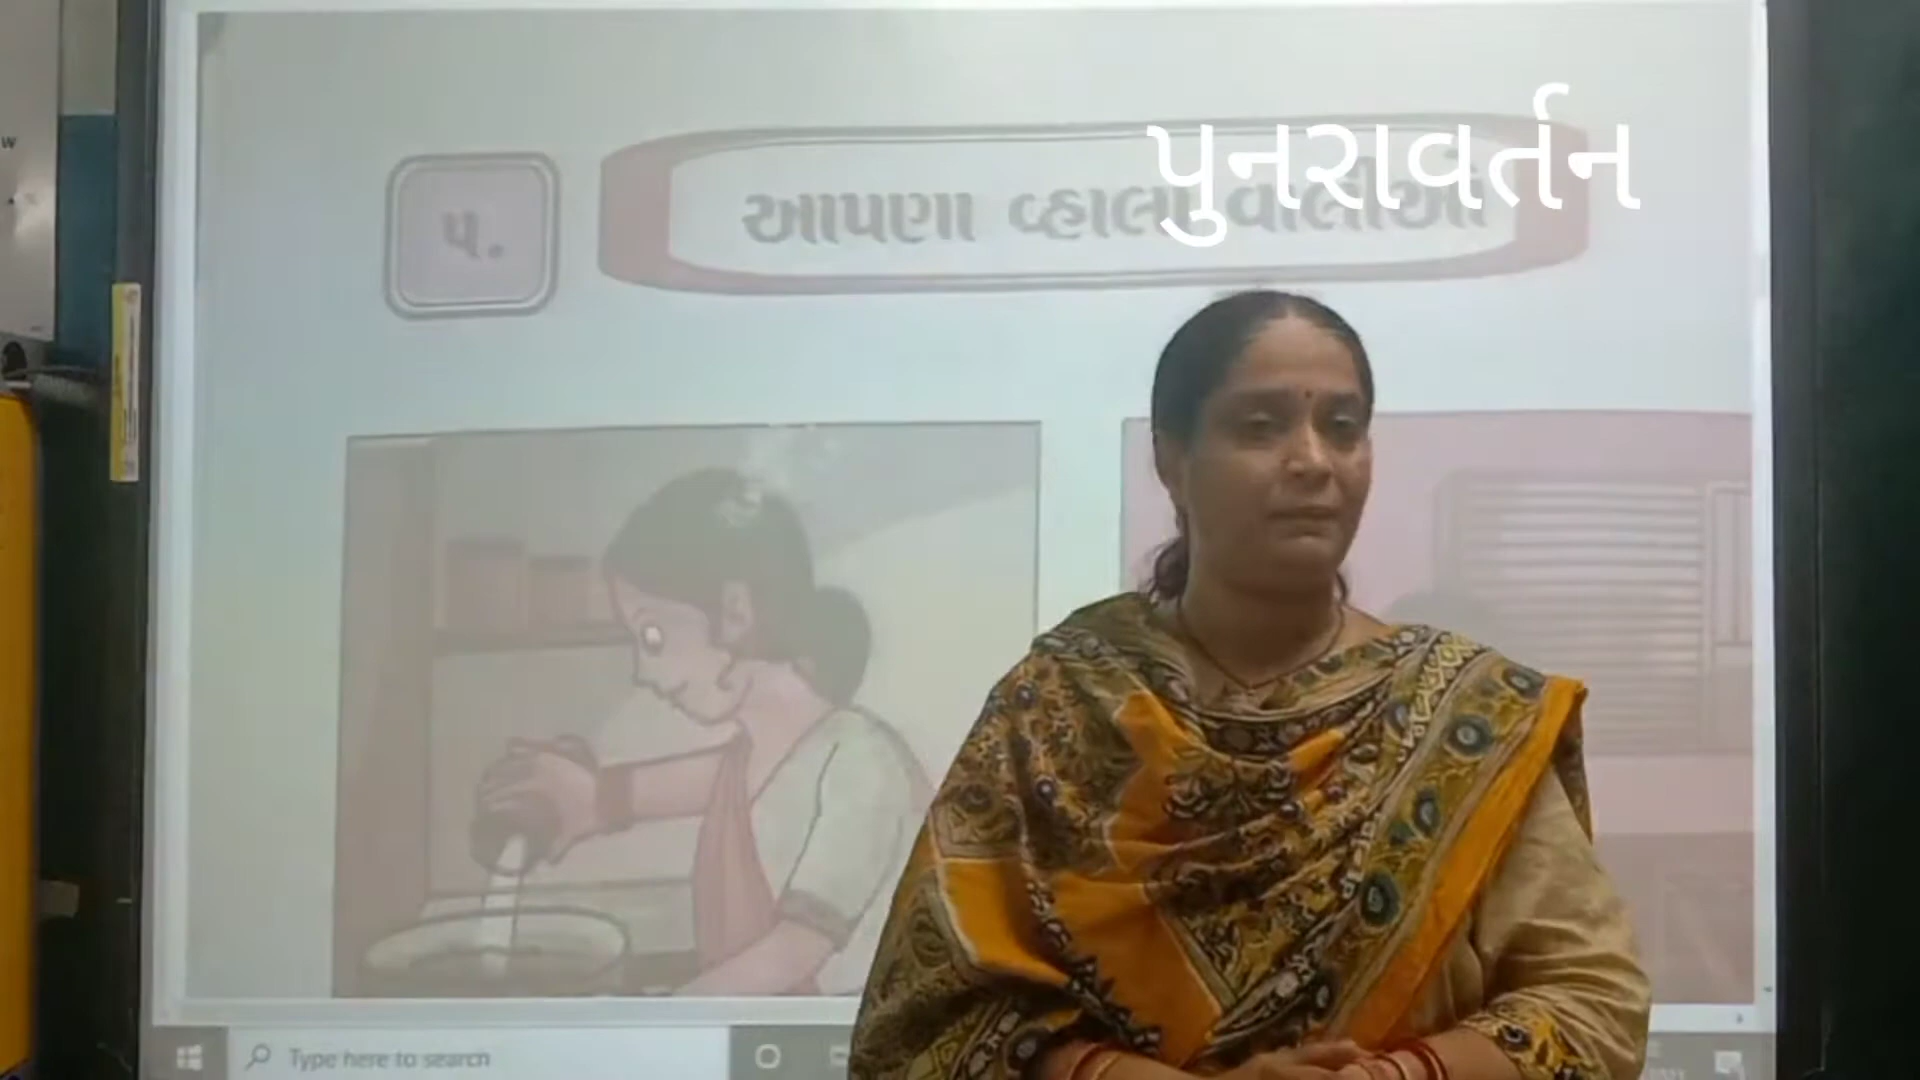 પુનરાવર્તન
૫. આપણા વ્હાલા વાલીઓ
Type here to search